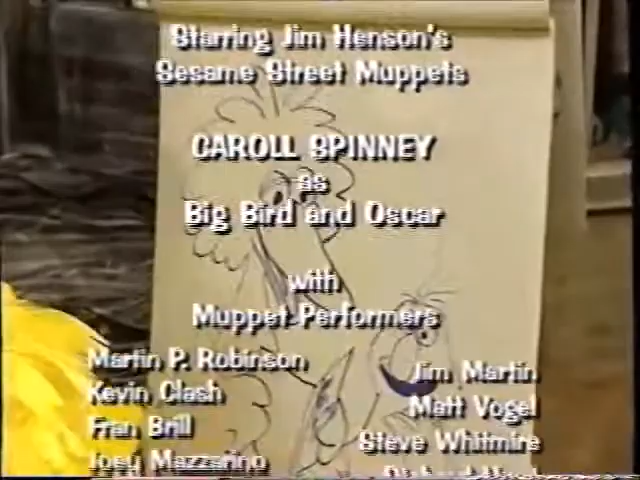 Starring Jim Henson's
Sesame Street Muppets
CAROLL SPINNEY
as
Big Bird and Oscar
with
Muppet Performers
Martin P. Robinson
Kevin Clash
Fran Brill
Joey Mazzarino
Jim Martin
Matt Vogel
Steve Whitmire